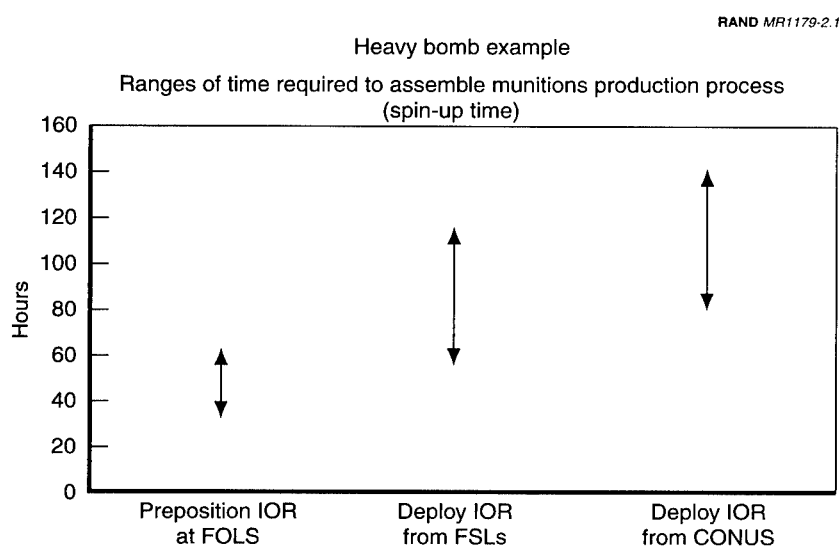 RAND MR1179-2.1
Heavy bomb example
Ranges of time required to assemble munitions production process
(spin-up time)
160
140
120
100
80
60
40
20
0
Hours
Preposition IOR
at FOLS
Deploy IOR
from FSLs
Deploy IOR
from CONUS